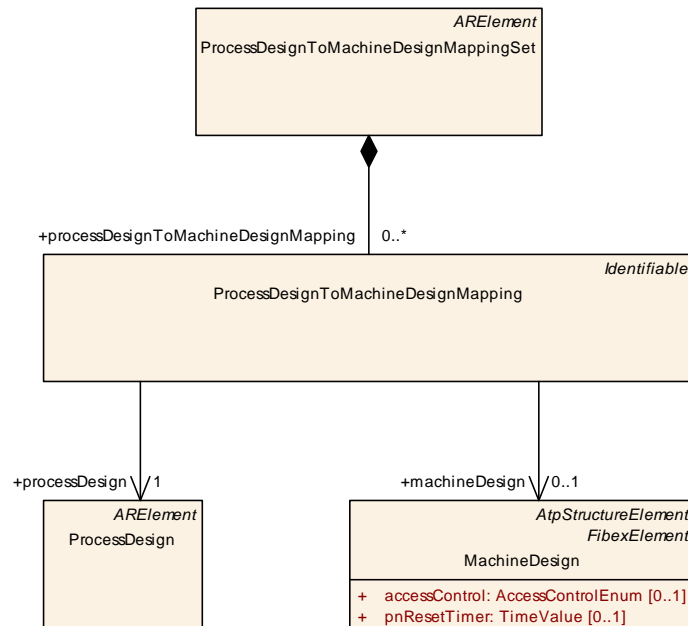 ARElement
ProcessDesignToMachineDesignMappingSet
+processDesignToMachineDesignMapping 0..*
Identifiable
ProcessDesignToMachineDesignMapping
+processDesign 1
+machineDesign 0..1
ARElement
ProcessDesign
AtpStructureElement
FibexElement
MachineDesign
+ accessControl: AccessControlEnum [0..1]
+ pnResetTimer: TimeValue [0..1]